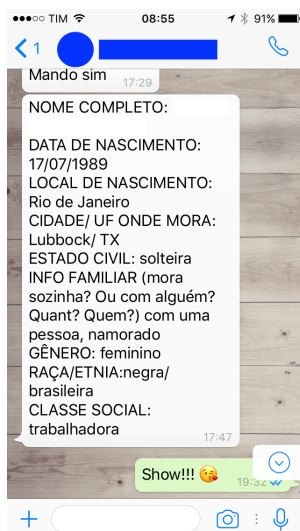 ●●●○○ TIM 08:55 91%
1
Mando sim 17:29
NOME COMPLETO:
DATA DE NASCIMENTO:
17/07/1989
LOCAL DE NASCIMENTO:
Rio de Janeiro
CIDADE/ UF ONDE MORA:
Lubbock/ TX
ESTADO CIVIL: solteira
INFO FAMILIAR (mora
sozinha? Ou com alguém?
Quant? Quem?) com uma
pessoa, namorado
GÊNERO: feminino
RAÇA/ETNIA:negra/
brasileira
CLASSE SOCIAL:
trabalhadora 17:47
Show!!! 😘 19:32